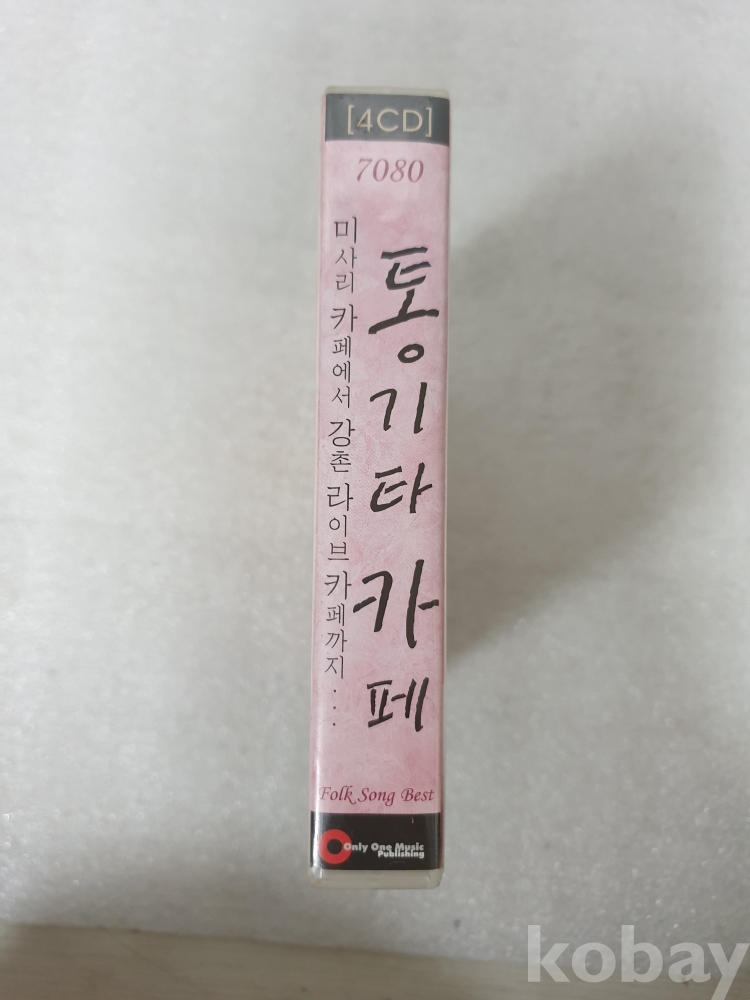 [4CD]
7080
통기타 카페
미사리 카페에서 강촌 라이브 카페까지...
Folk Song Best
Only One Music
Publishing
kobay